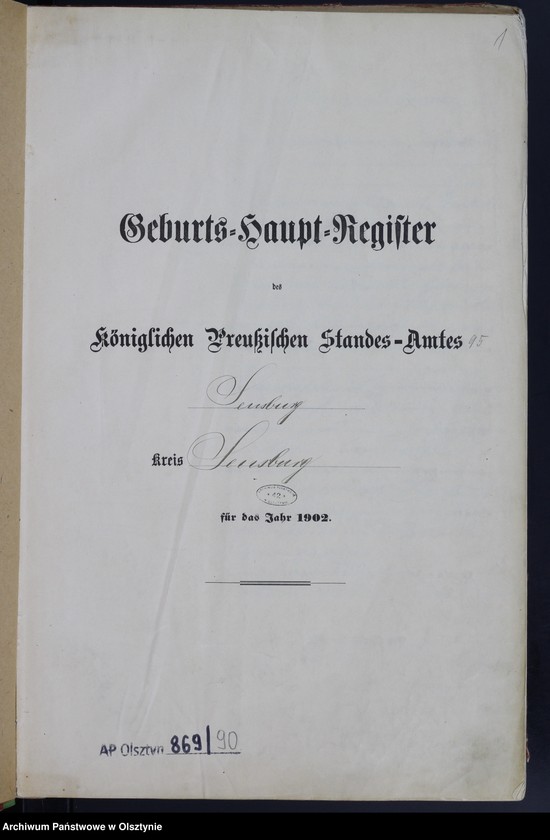 1
Geburts-Haupt-Register
des
Königlichen Preußischen Standes-Amtes 95
Sensburg
Kreis Sensburg
12
für das Jahr 1902.
AP Olsztyn 869/90
Archiwum Państwowe w Olsztynie